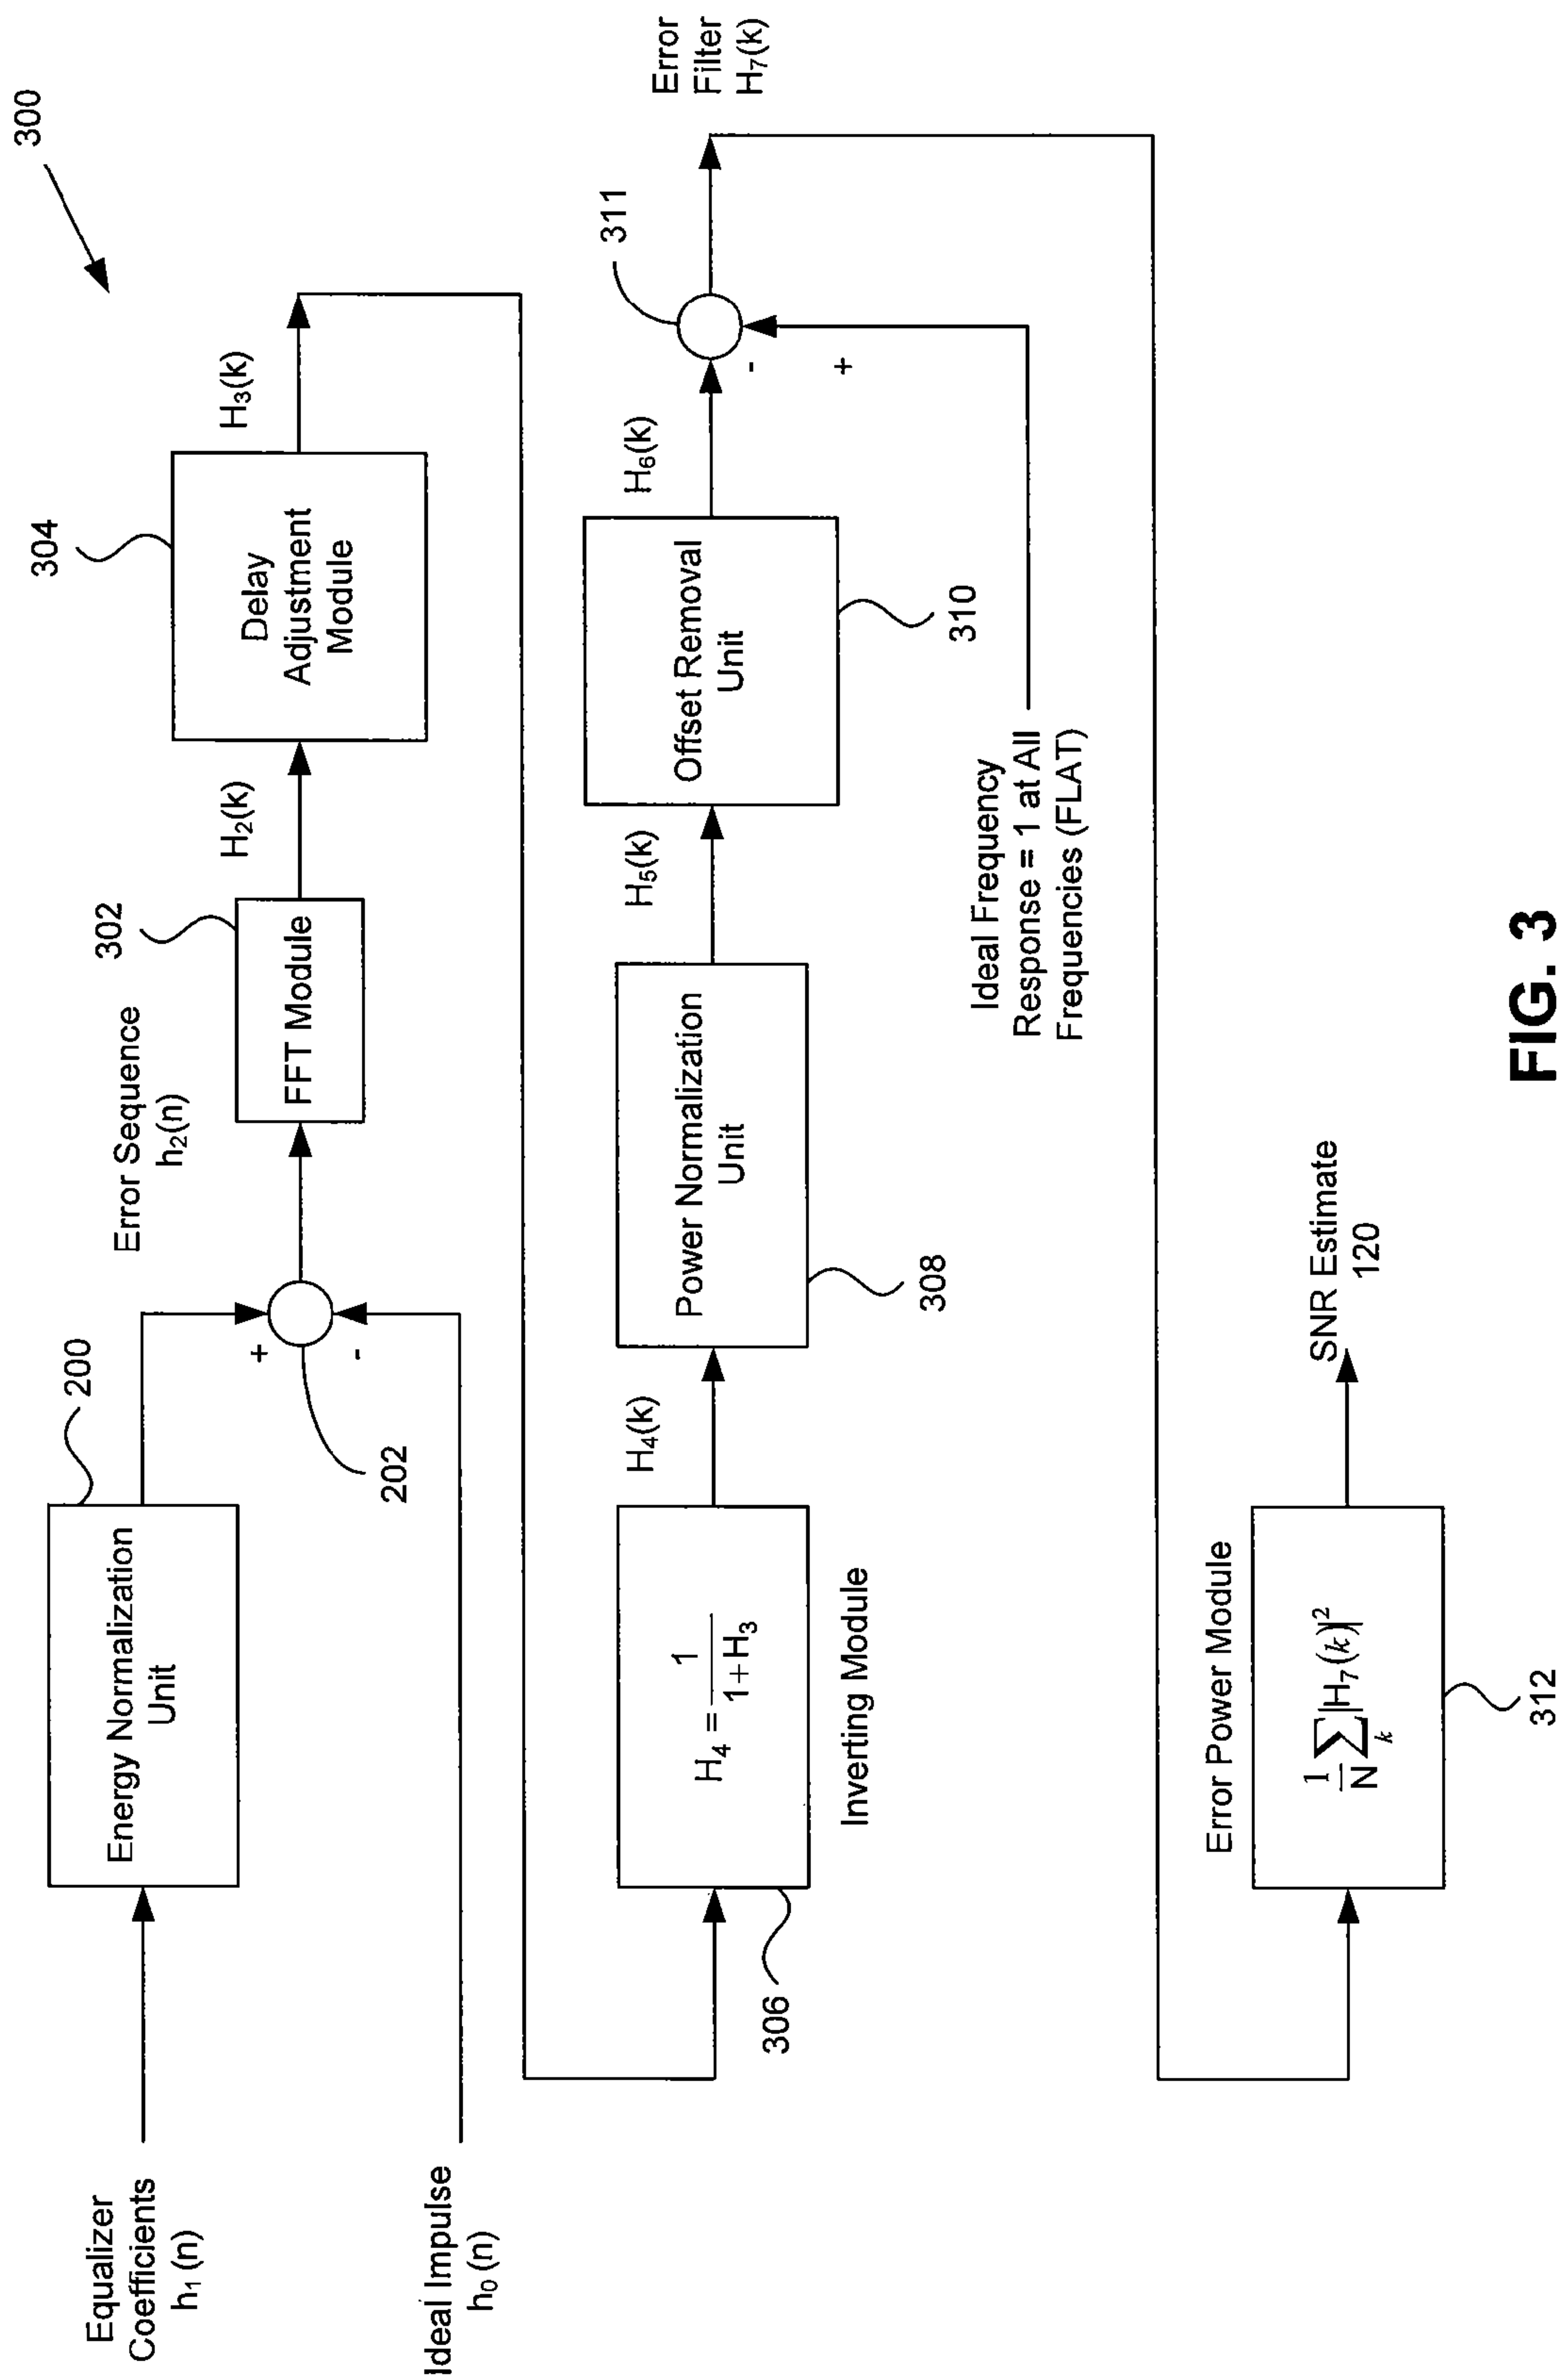 300
Equalizer
Coefficients
h₁ (n)
Energy Normalization
Unit
200
+
-
202
Ideal Impulse
h₀ (n)
Error Sequence
h₂(n)
FFT Module
302
H₂(k)
Delay
Adjustment
Module
304
H₃(k)
H₄ = 1 / 1+H₃
Inverting Module
306
H₄(k)
Power Normalization
Unit
308
H₅(k)
Offset Removal
Unit
310
H₆(k)
-
+
311
Ideal Frequency
Response = 1 at All
Frequencies (FLAT)
Error
Filter
H₇(k)
Error Power Module
1/N ∑ₖ |H₇(k)|²
312
SNR Estimate
120
FIG. 3